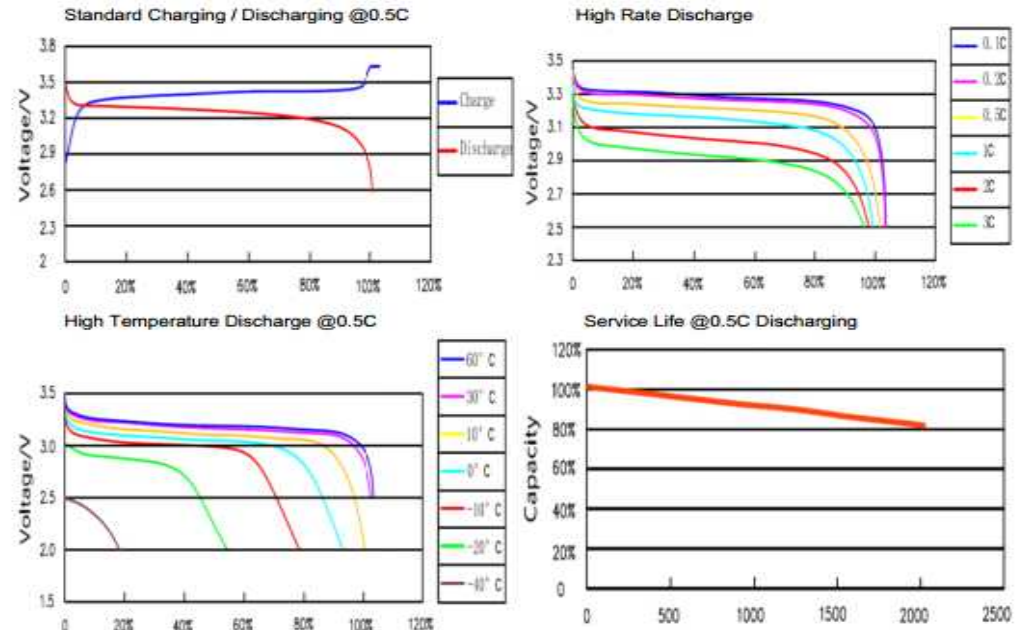 Standard Charging / Discharging @0.5C
Voltage/V
3.8
3.5
3.2
2.9
2.6
2.3
2
0
20%
40%
60%
80%
100%
120%
Charge
Discharge
High Rate Discharge
Voltage/V
3.5
3.3
3.1
2.9
2.7
2.5
2.3
0
20%
40%
60%
80%
100%
120%
0.1C
0.2C
0.5C
1C
2C
3C
High Temperature Discharge @0.5C
Voltage/V
3.5
3.0
2.5
2.0
1.5
0
20%
40%
60%
80%
100%
120%
60° C
30° C
10° C
0° C
-10° C
-20° C
-40° C
Service Life @0.5C Discharging
Capacity
120%
100%
80%
60%
40%
20%
0
0
500
1000
1500
2000
2500